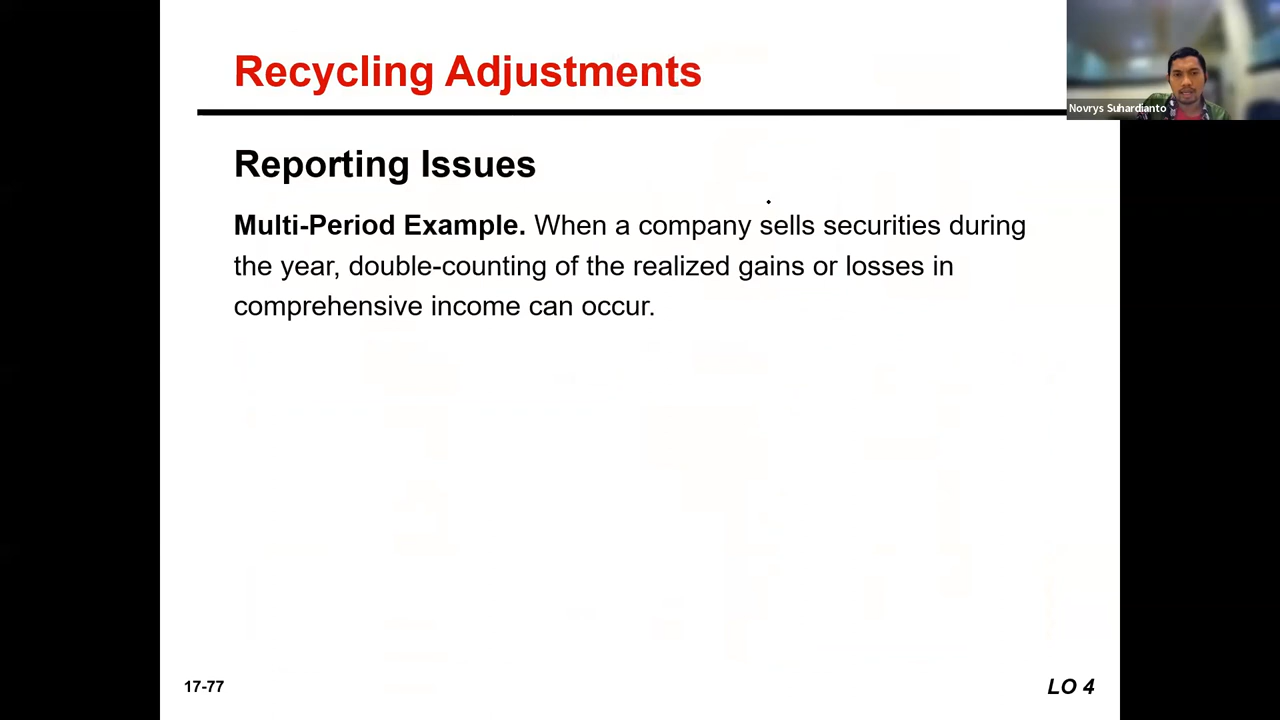 Recycling Adjustments
Novrys Suhardianto
Reporting Issues
Multi-Period Example. When a company sells securities during
the year, double-counting of the realized gains or losses in
comprehensive income can occur.
17-77
LO 4